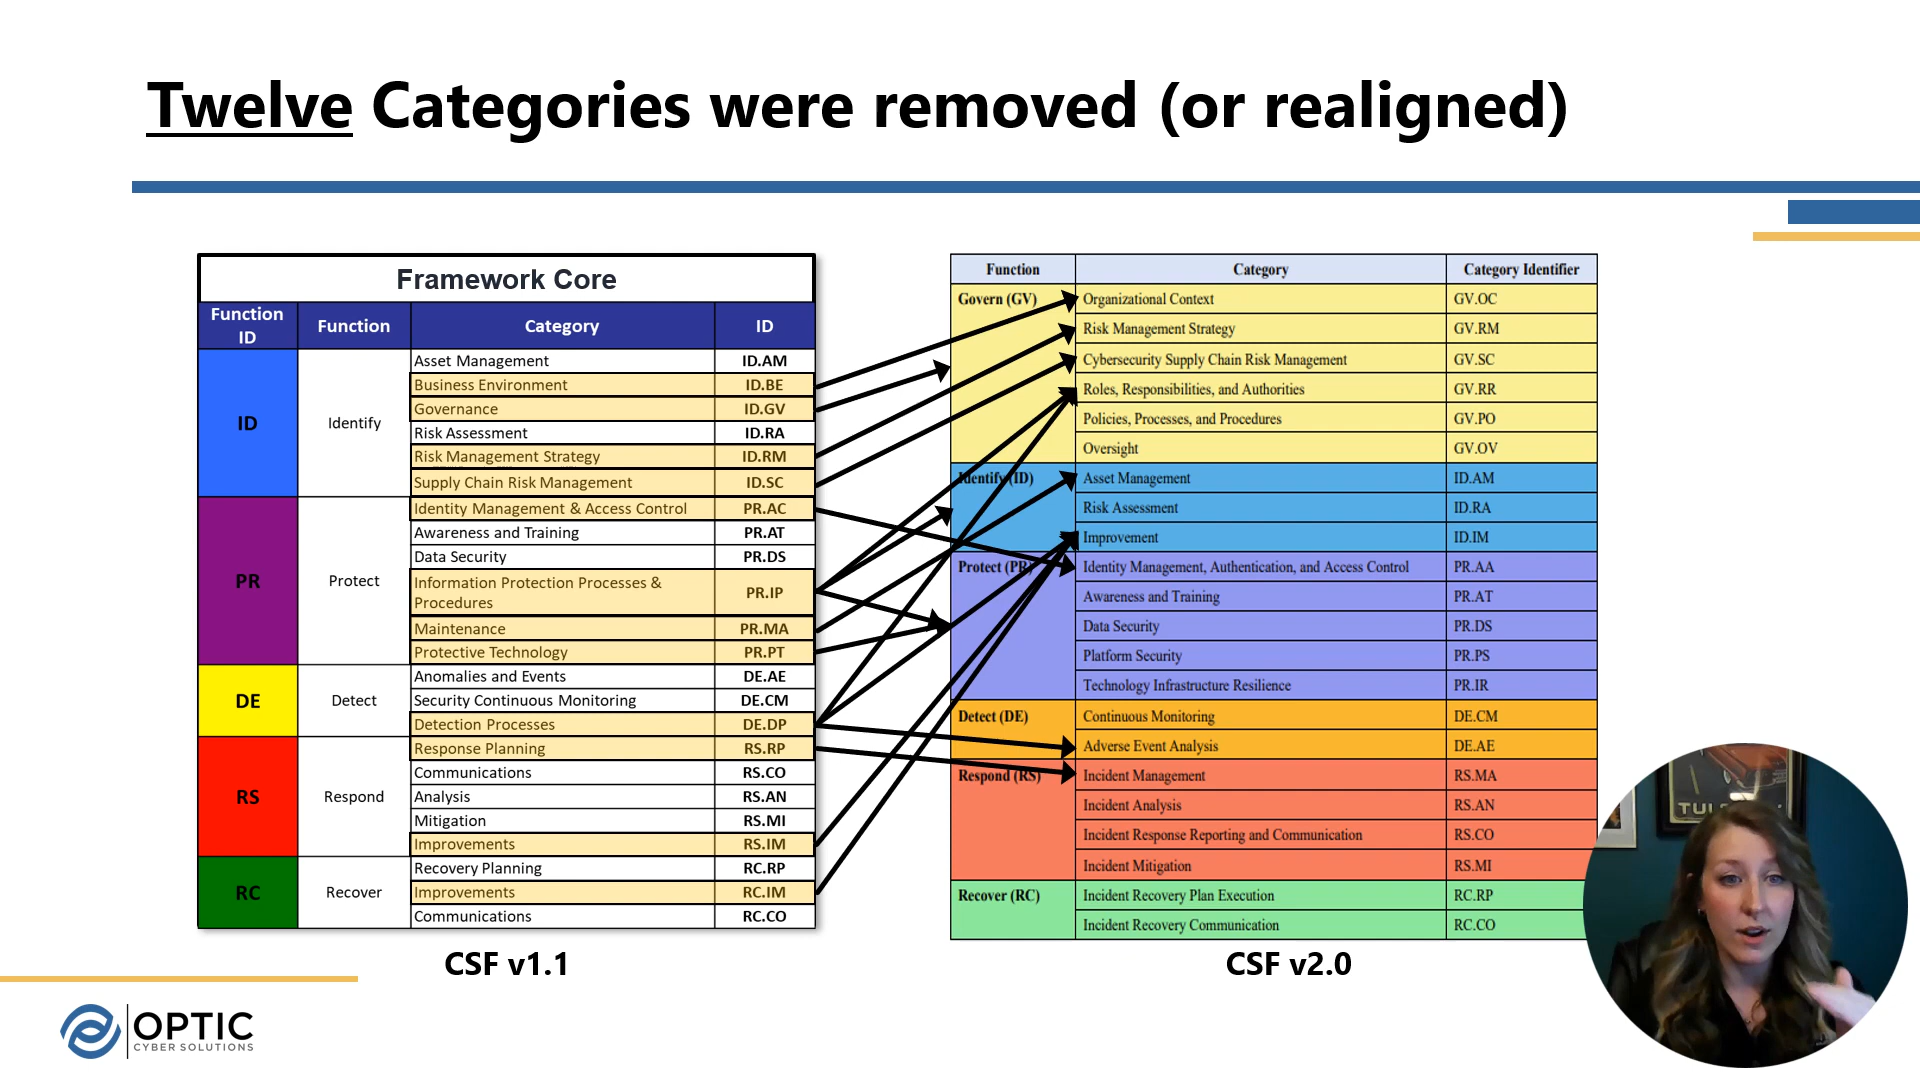 Twelve Categories were removed (or realigned)
Framework Core
Function ID Function Category ID
ID Identify
Asset Management ID.AM
Business Environment ID.BE
Governance ID.GV
Risk Assessment ID.RA
Risk Management Strategy ID.RM
Supply Chain Risk Management ID.SC
PR Protect
Identity Management & Access Control PR.AC
Awareness and Training PR.AT
Data Security PR.DS
Information Protection Processes &
Procedures PR.IP
Maintenance PR.MA
Protective Technology PR.PT
DE Detect
Anomalies and Events DE.AE
Security Continuous Monitoring DE.CM
Detection Processes DE.DP
RS Respond
Response Planning RS.RP
Communications RS.CO
Analysis RS.AN
Mitigation RS.MI
Improvements RS.IM
RC Recover
Recovery Planning RC.RP
Improvements RC.IM
Communications RC.CO
CSF v1.1
Function Category Category Identifier
Govern (GV) Organizational Context GV.OC
Risk Management Strategy GV.RM
Cybersecurity Supply Chain Risk Management GV.SC
Roles, Responsibilities, and Authorities GV.RR
Policies, Processes, and Procedures GV.PO
Oversight GV.OV
Identify (ID) Asset Management ID.AM
Risk Assessment ID.RA
Improvement ID.IM
Protect (PR) Identity Management, Authentication, and Access Control PR.AA
Awareness and Training PR.AT
Data Security PR.DS
Platform Security PR.PS
Technology Infrastructure Resilience PR.IR
Detect (DE) Continuous Monitoring DE.CM
Adverse Event Analysis DE.AE
Respond (RS) Incident Management RS.MA
Incident Analysis RS.AN
Incident Response Reporting and Communication RS.CO
Incident Mitigation RS.MI
Recover (RC) Incident Recovery Plan Execution RC.RP
Incident Recovery Communication RC.CO
CSF v2.0
OPTIC
CYBER SOLUTIONS